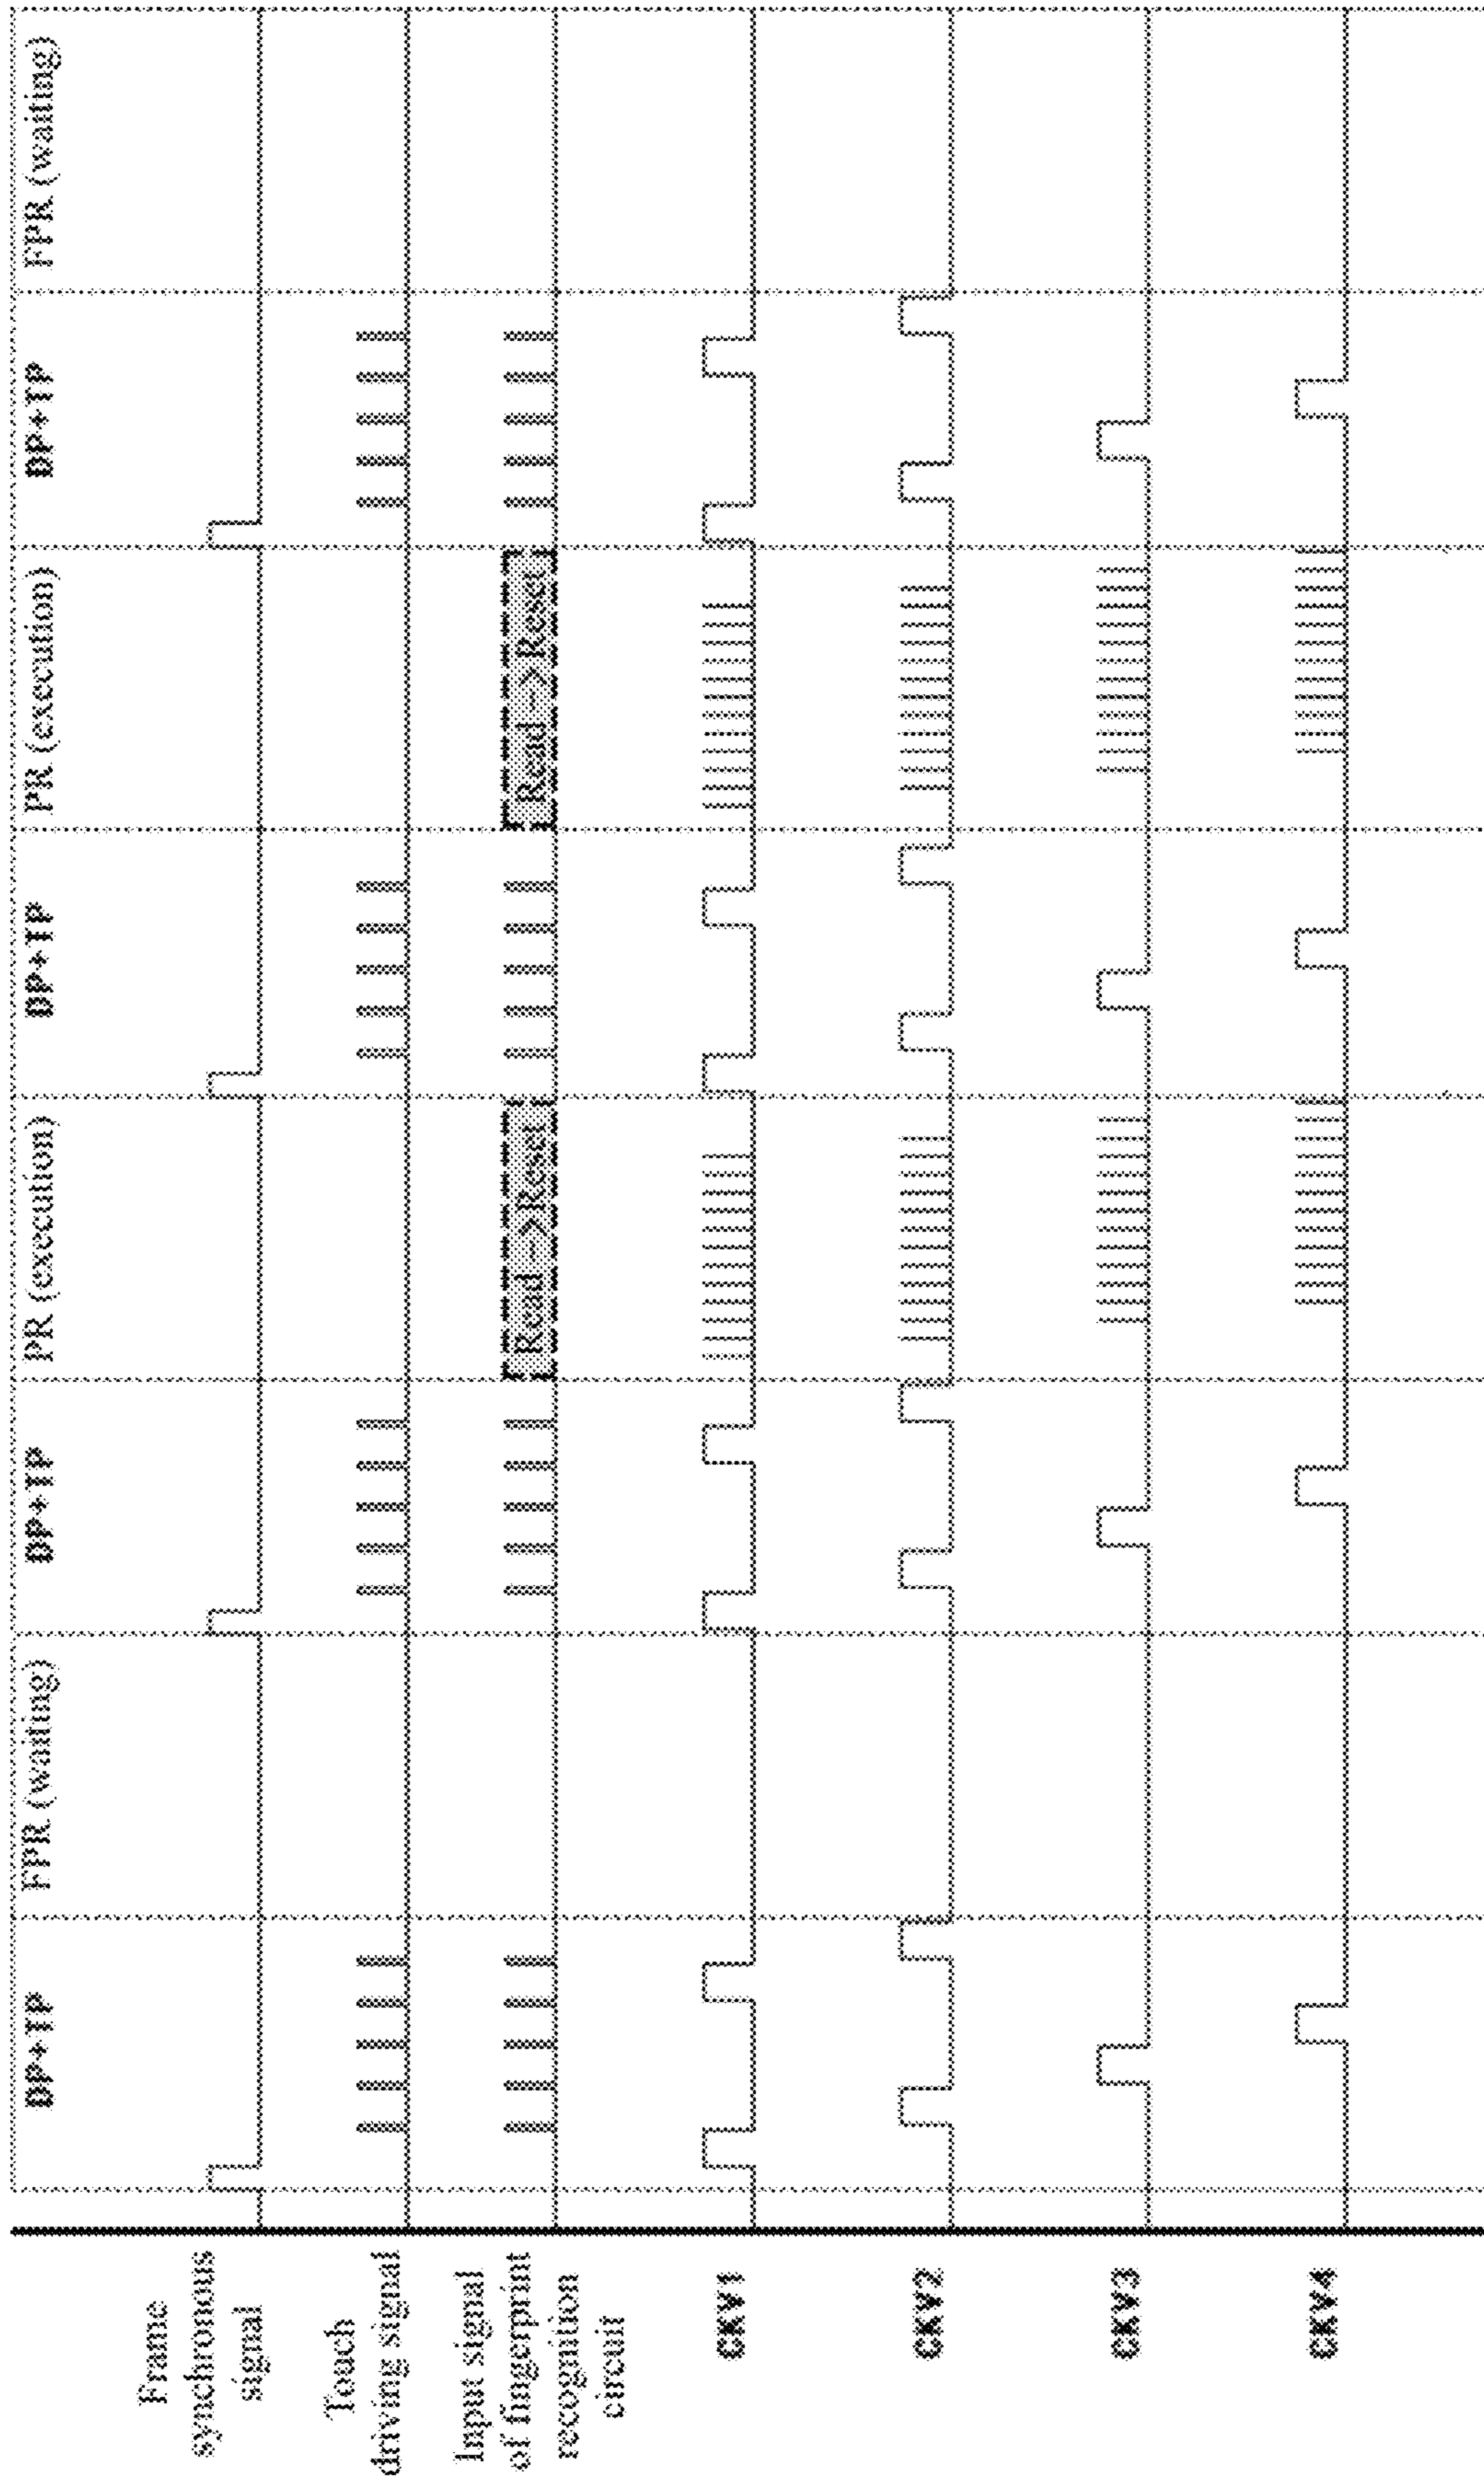 DP+TP
FPR (waiting)
DP+TP
PR (execution)
DP+TP
PR (execution)
DP+TP
FPR (waiting)
Frame
synchronous
signal
Touch
driving signal
Input signal
of fingerprint
recognition
circuit
Read ->Reset
Read ->Reset
CKV1
CKV2
CKV3
CKV4